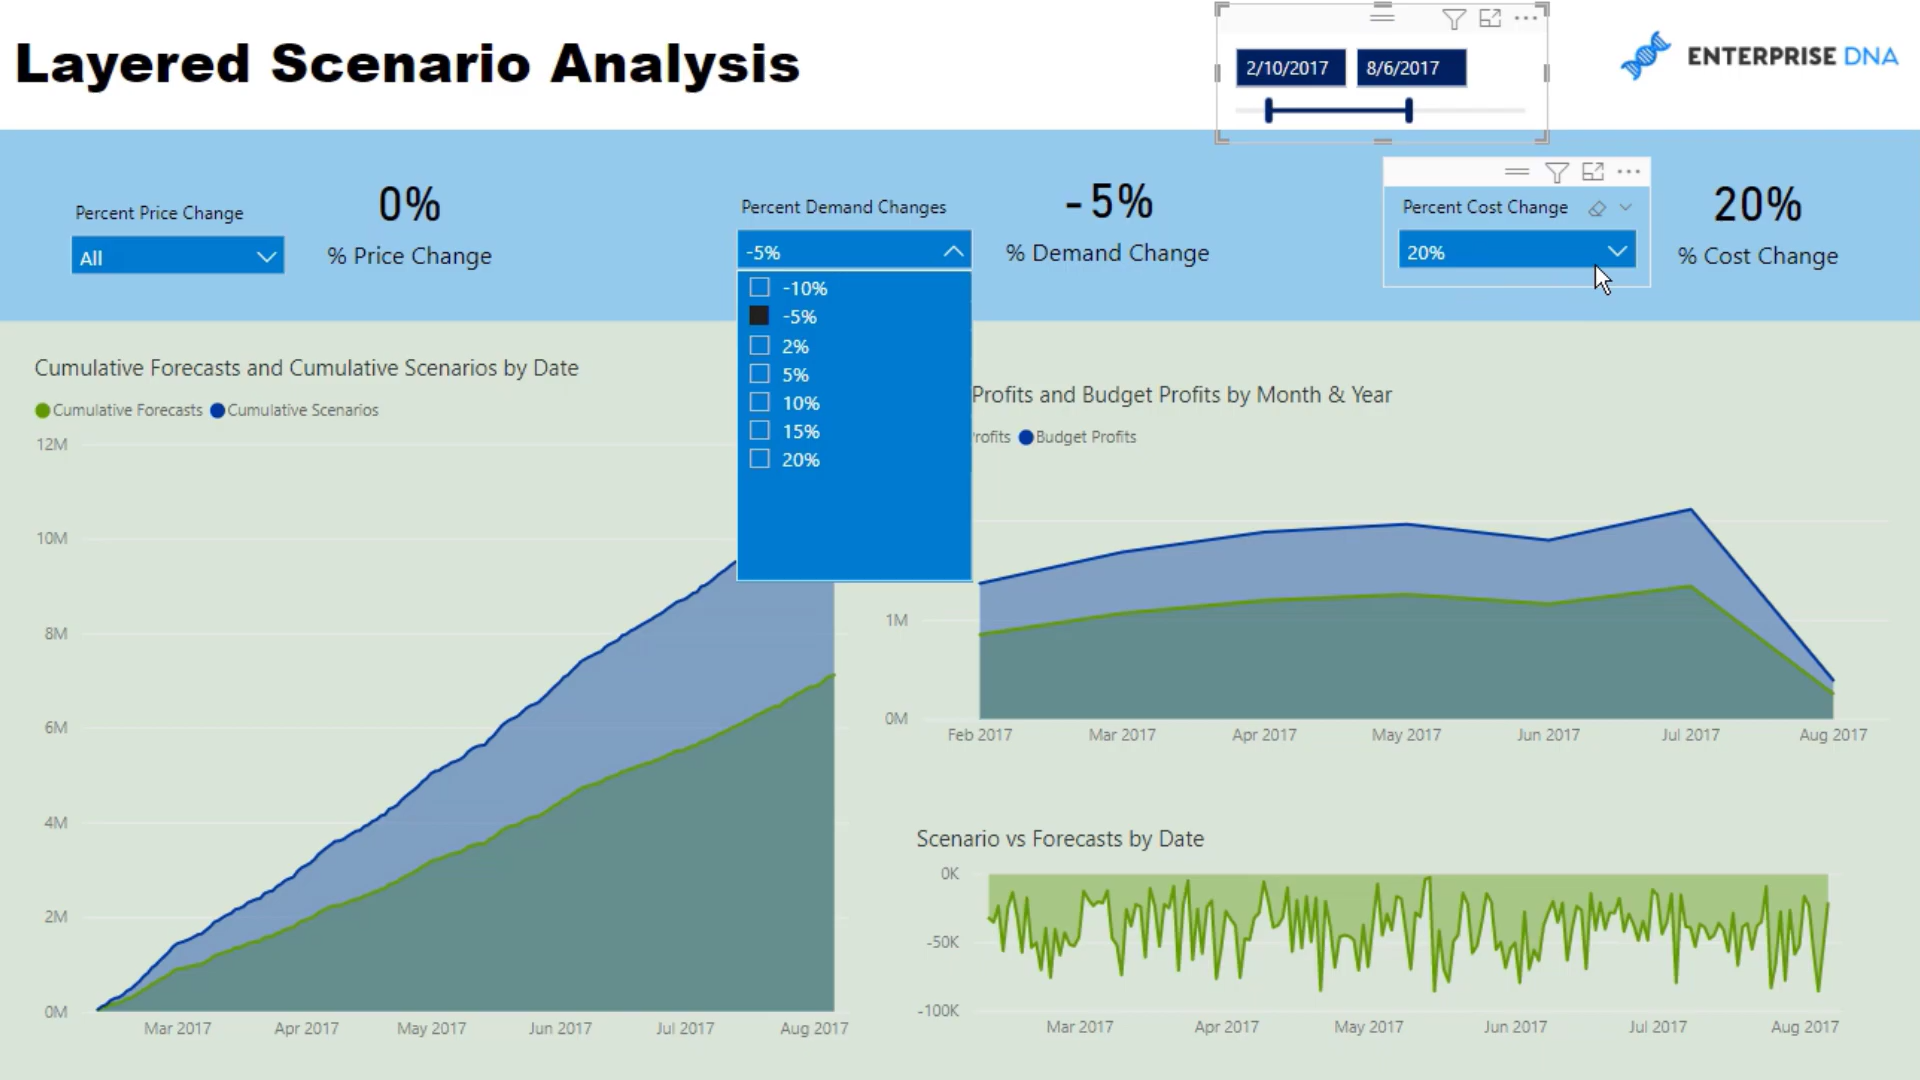 Layered Scenario Analysis
2/10/2017 8/6/2017
ENTERPRISE DNA
Percent Price Change
All
0%
% Price Change
Percent Demand Changes
-5%
-10%
-5%
2%
5%
10%
15%
20%
-5%
% Demand Change
Percent Cost Change
20%
20%
% Cost Change
Cumulative Forecasts and Cumulative Scenarios by Date
Cumulative Forecasts Cumulative Scenarios
12M
10M
8M
6M
4M
2M
0M
Mar 2017 Apr 2017 May 2017 Jun 2017 Jul 2017 Aug 2017
Profits and Budget Profits by Month & Year
rofits Budget Profits
1M
0M
Feb 2017 Mar 2017 Apr 2017 May 2017 Jun 2017 Jul 2017 Aug 2017
Scenario vs Forecasts by Date
0K
-50K
-100K
Mar 2017 Apr 2017 May 2017 Jun 2017 Jul 2017 Aug 2017